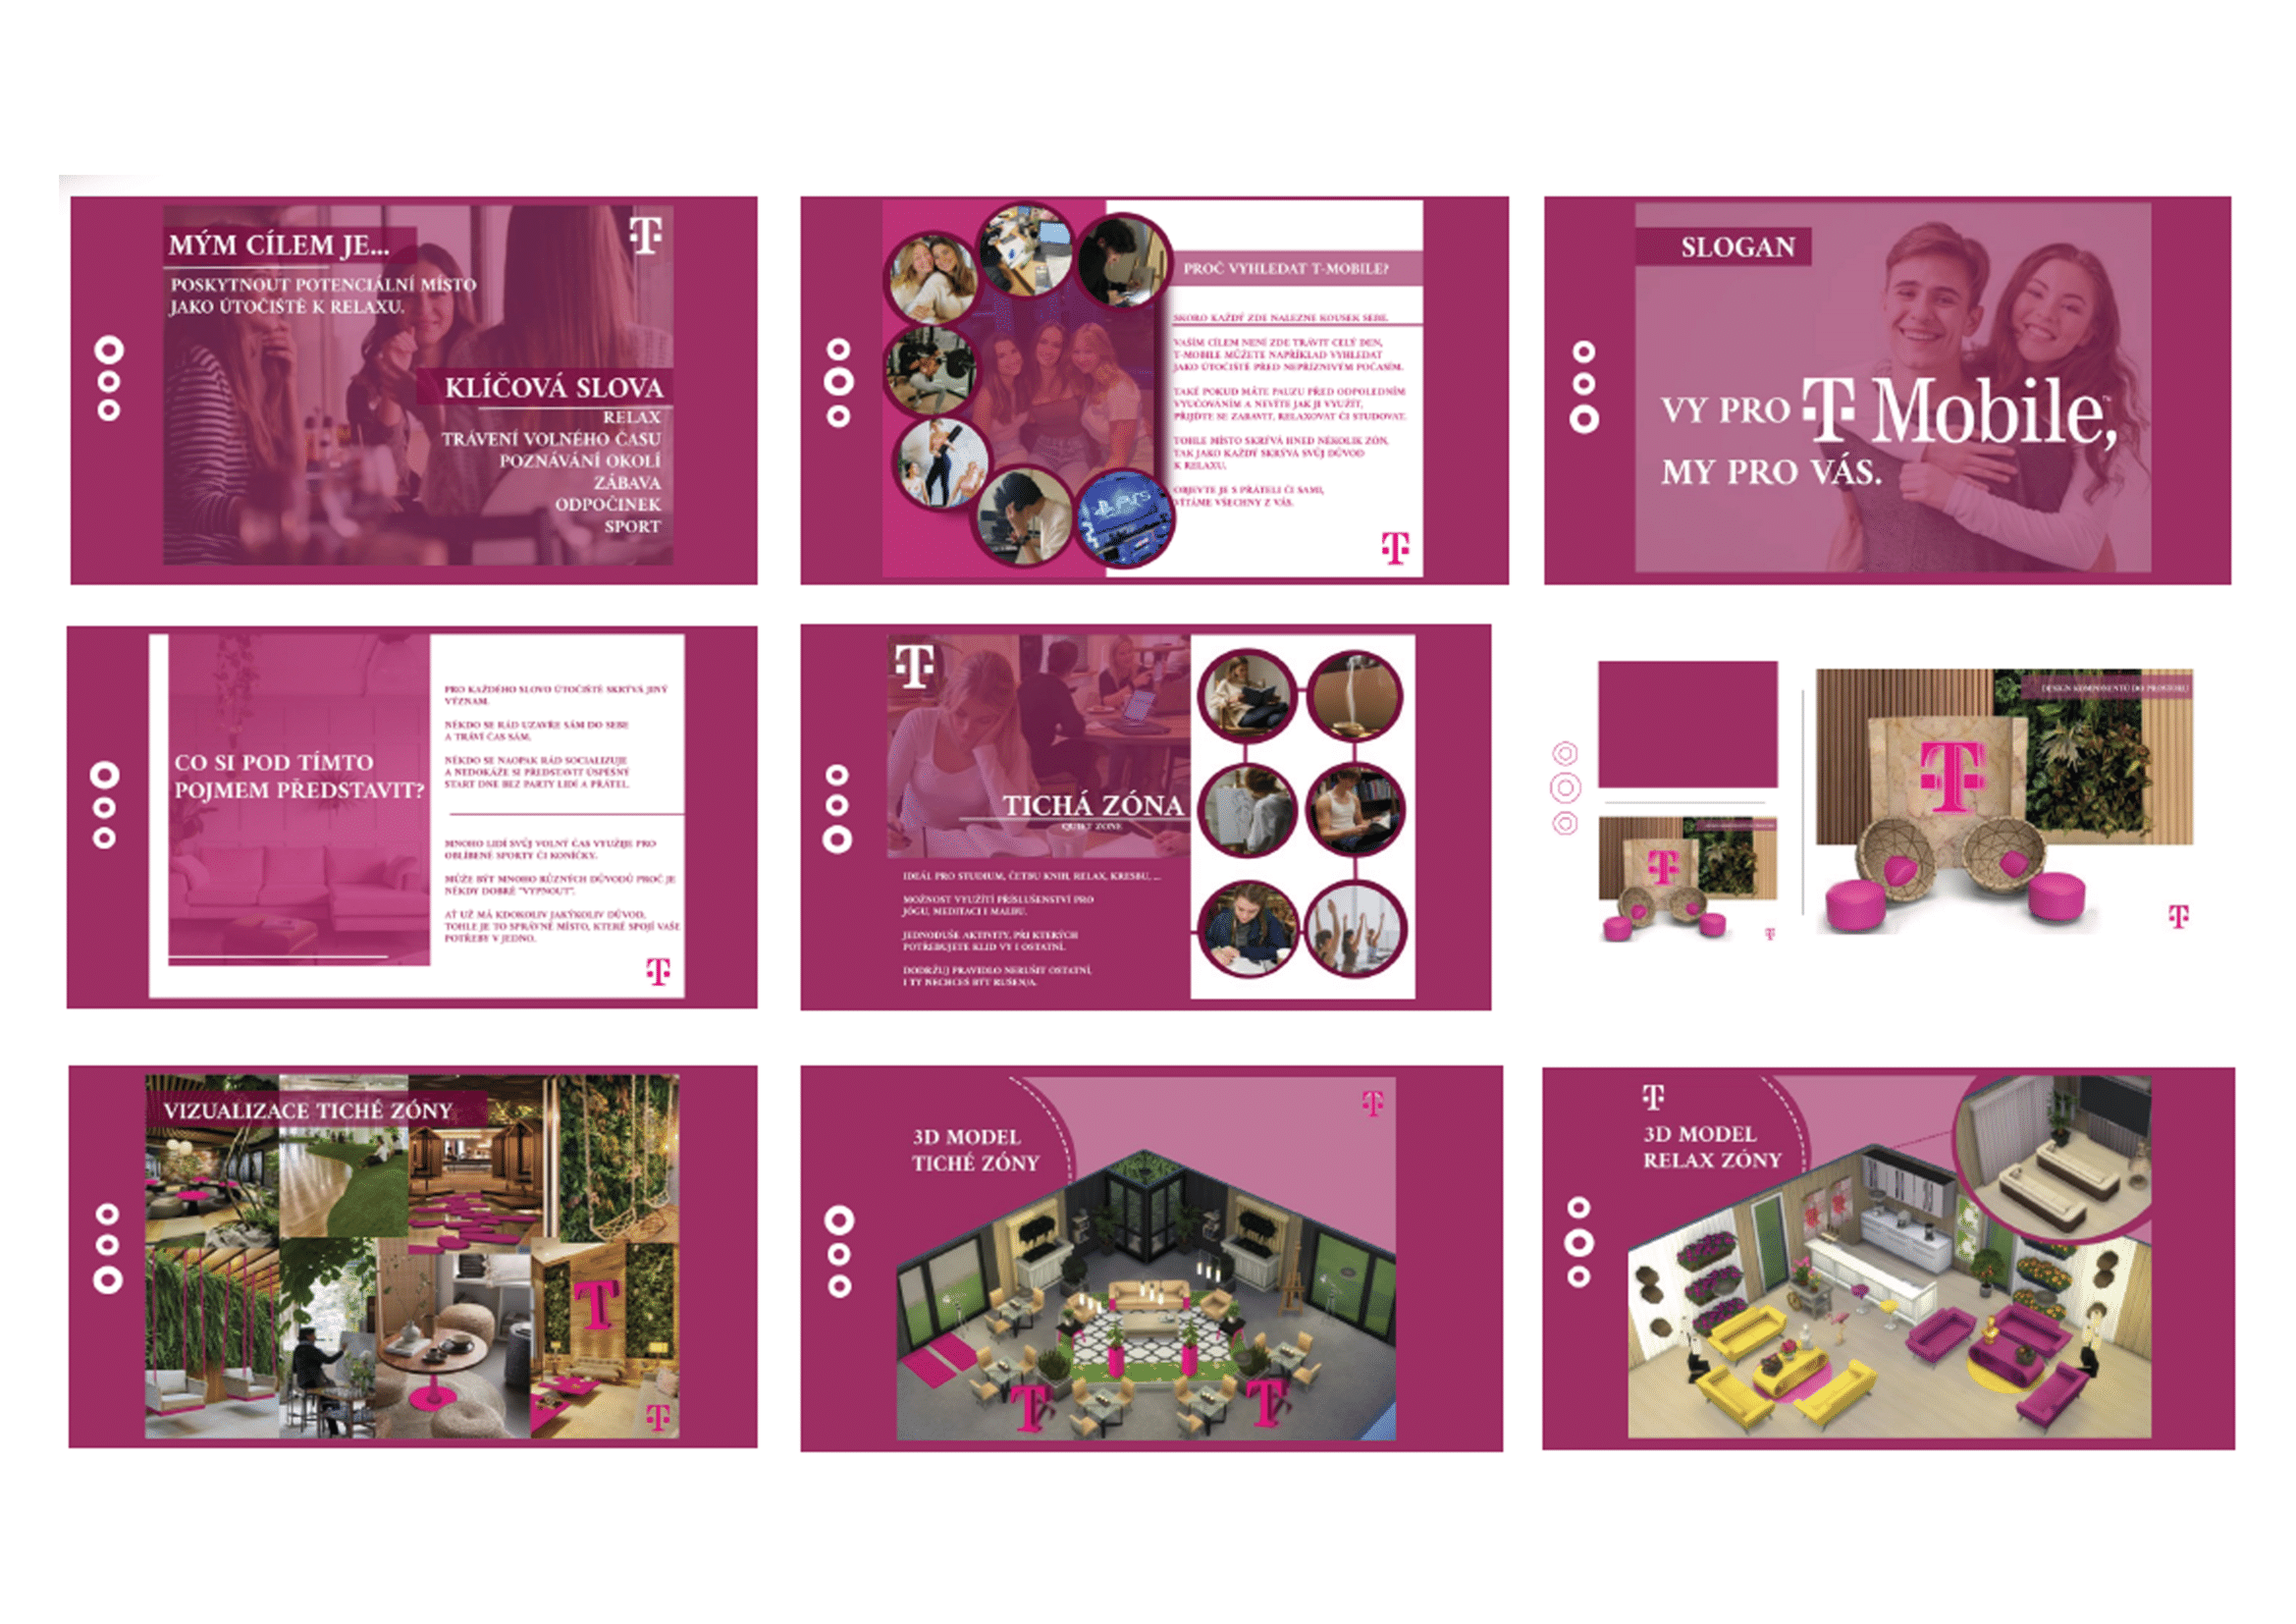 MÝM CÍLEM JE...
T
POSKYTNOUT POTENCIÁLNÍ MÍSTO
JAKO ÚTOČIŠTĚ K RELAXU.
KLÍČOVÁ SLOVA
RELAX
TRÁVENÍ VOLNÉHO ČASU
POZNÁVÁNÍ OKOLÍ
ZÁBAVA
ODPOČINEK
SPORT
PROČ VYHLEDAT T-MOBILE?
SKORO KAŽDÝ ZDE NALEZNE KOUSEK SEBE.
VAŠÍM CÍLEM NENÍ ZDE TRÁVIT CELÝ DEN,
T-MOBILE MŮŽETE NAPŘÍKLAD VYHLEDAT
JAKO ÚTOČIŠTĚ PŘED NEPŘÍZNIVÝM POČASÍM.
TAKÉ POKUD MÁTE PAUZU PŘED ODPOLEDNÍM
VYUČOVÁNÍM A NEVÍTE JAK JI VYUŽÍT,
PŘIJĎTE SE ZABAVIT, RELAXOVAT ČI STUDOVAT.
TOHLE MÍSTO SKRÝVÁ HNED NĚKOLIK ZÓN,
TAK JAKO KAŽDÝ SKRÝVÁ SVŮJ DŮVOD
K RELAXU.
OBJEVTE JE S PŘÁTELI ČI SAMI,
VÍTÁME VŠECHNY Z VÁS.
PS5
T
SLOGAN
VY PRO T Mobile,
MY PRO VÁS.
CO SI POD TÍMTO
POJMEM PŘEDSTAVIT?
PRO KAŽDÉHO SLOVO ÚTOČIŠTĚ SKRÝVÁ JINÝ
VÝZNAM.
NĚKDO SE RÁD UZAVŘE SÁM DO SEBE
A TRÁVÍ ČAS SÁM.
NĚKDO SE NAOPAK RÁD SOCIALIZUJE
A NEDOKÁŽE SI PŘEDSTAVIT ÚSPĚŠNÝ
START DNE BEZ PARTY LIDÍ A PŘÁTEL.
MNOHO LIDÍ SVŮJ VOLNÝ ČAS VYUŽIJE PRO
OBLÍBENÉ SPORTY ČI KONÍČKY.
MŮŽE BÝT MNOHO RŮZNÝCH DŮVODŮ PROČ JE
NĚKDY DOBRÉ "VYPNOUT".
AŤ UŽ MÁ KDOKOLIV JAKÝKOLIV DŮVOD,
TOHLE JE TO SPRÁVNÉ MÍSTO, KTERÉ SPOJÍ VAŠE
POTŘEBY V JEDNO.
T
T
TICHÁ ZÓNA
QUIET ZONE
IDEÁL PRO STUDIUM, ČETBU KNIH, RELAX, KRESBU, ...
MOŽNOST VYUŽITÍ PŘÍSLUŠENSTVÍ PRO
JÓGU, MEDITACI I MALBU.
JEDNODUŠE AKTIVITY, PŘI KTERÝCH
POTŘEBUJETE KLID VY I OSTATNÍ.
DODRŽUJ PRAVIDLO NERUŠIT OSTATNÍ,
I TY NECHCEŠ BÝT RUŠEN/A.
DESIGN KOMPONENTŮ DO PROSTORU
T
T
T
T
VIZUALIZACE TICHÉ ZÓNY
T
T
3D MODEL
TICHÉ ZÓNY
T
T
T
T
3D MODEL
RELAX ZÓNY